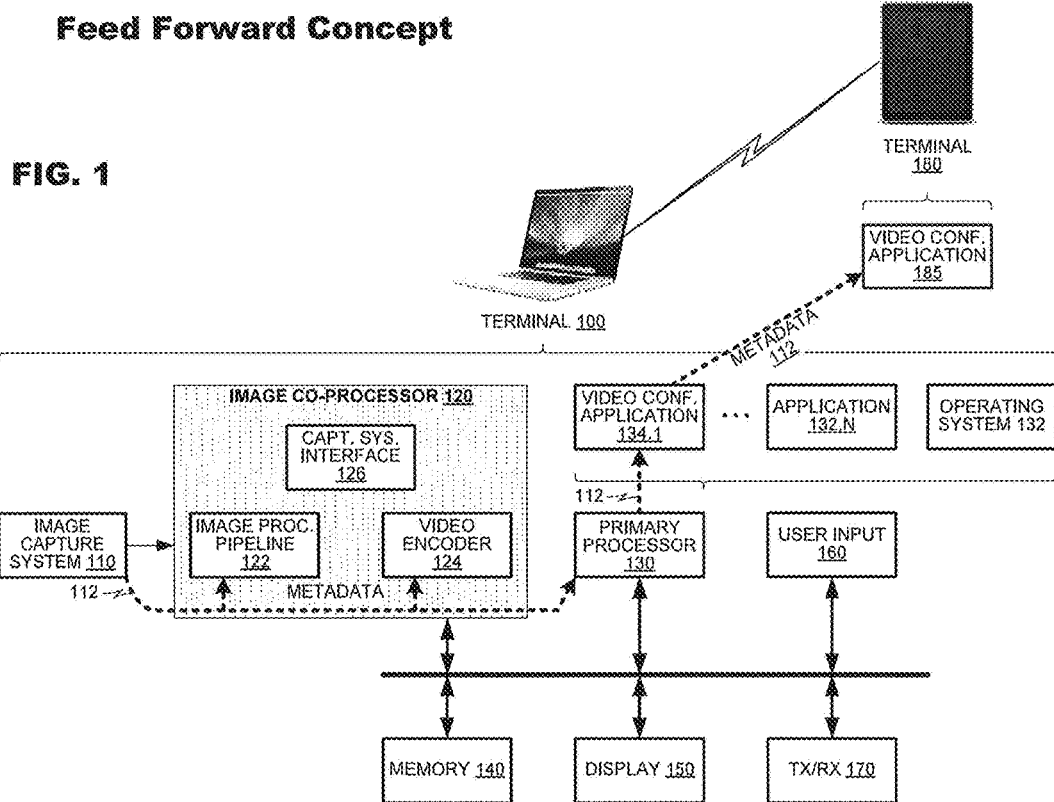 Feed Forward Concept
FIG. 1
TERMINAL
180
VIDEO CONF.
APPLICATION
185
TERMINAL 100
METADATA
112
IMAGE CO-PROCESSOR 120
CAPT. SYS.
INTERFACE
126
VIDEO CONF.
APPLICATION
134.1
...
APPLICATION
132.N
OPERATING
SYSTEM 132
112
IMAGE
CAPTURE
SYSTEM 110
IMAGE PROC.
PIPELINE
122
VIDEO
ENCODER
124
PRIMARY
PROCESSOR
130
USER INPUT
160
112
METADATA
MEMORY 140
DISPLAY 150
TX/RX 170